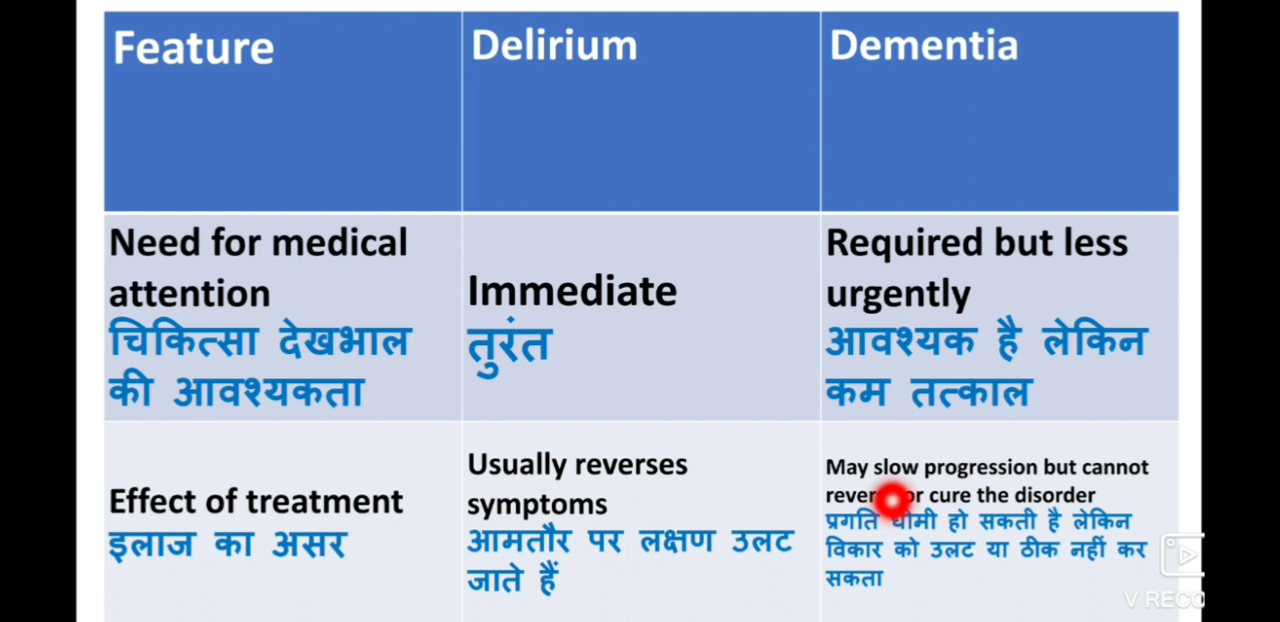 Feature
Delirium
Dementia
Need for medical
attention
चिकित्सा देखभाल
की आवश्यकता
Immediate
तुरंत
Required but less
urgently
आवश्यक है लेकिन
कम तत्काल
Effect of treatment
इलाज का असर
Usually reverses
symptoms
आमतौर पर लक्षण उलट
जाते हैं
May slow progression but cannot
or cure the disorder
प्रगति धीमी हो सकती है लेकिन
विकार को उलट या ठीक नहीं कर
सकता
V RECO